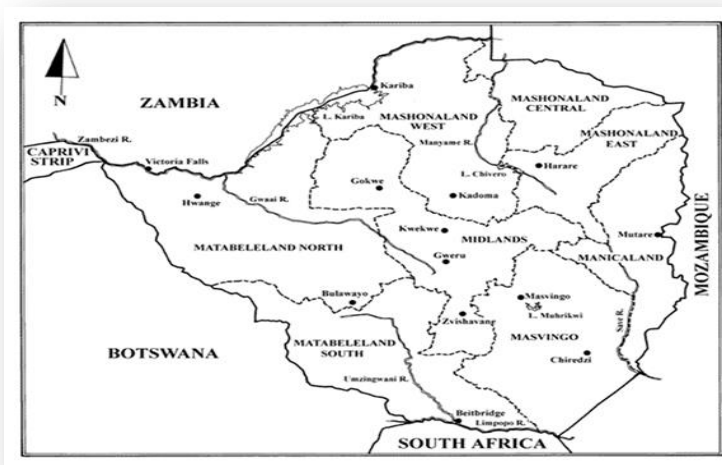 Kariba
ZAMBIA
MASHONALAND
CENTRAL
L. Kariba
MASHONALAND
WEST
N
MASHONALAND
EAST
Zambezi R.
Manyame R.
CAPRIVI
STRIP
Victoria Falls
L. Chivero
Harare
Gokwe
Kadoma
Hwange
Gwaai R.
Kwekwe
MIDLANDS
Mutare
MOZAMBIQUE
MATABELELAND NORTH
Gweru
MANICALAND
Bulawayo
Masvingo
L. Muhrikwi
Zvishavang
Save R.
MASVINGO
BOTSWANA
MATABELELAND
SOUTH
Chiredzi
Umzingwani R.
Beitbridge
Limpopo R.
SOUTH AFRICA